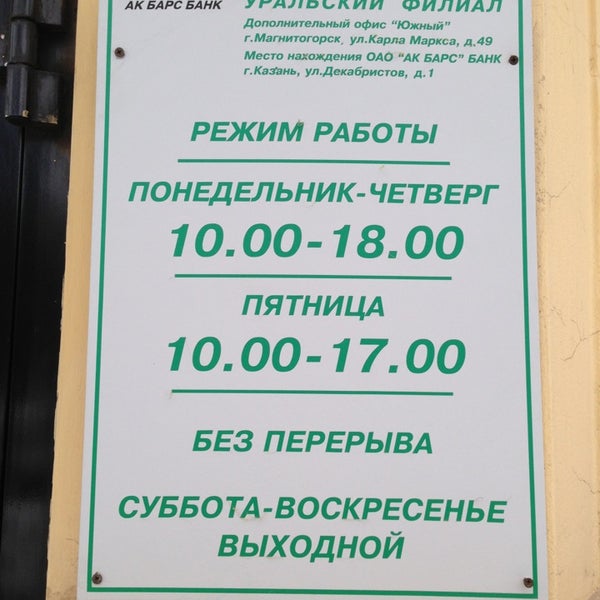 АК БАРС БАНК
УРАЛЬСКИЙ ФИЛИАЛ
Дополнительный офис "Южный"
г.Магнитогорск, ул.Карла Маркса, д.49
Место нахождения ОАО "АК БАРС" БАНК
г.Казань, ул.Декабристов, д.1
РЕЖИМ РАБОТЫ
ПОНЕДЕЛЬНИК-ЧЕТВЕРГ
10.00-18.00
ПЯТНИЦА
10.00-17.00
БЕЗ ПЕРЕРЫВА
СУББОТА-ВОСКРЕСЕНЬЕ
ВЫХОДНОЙ